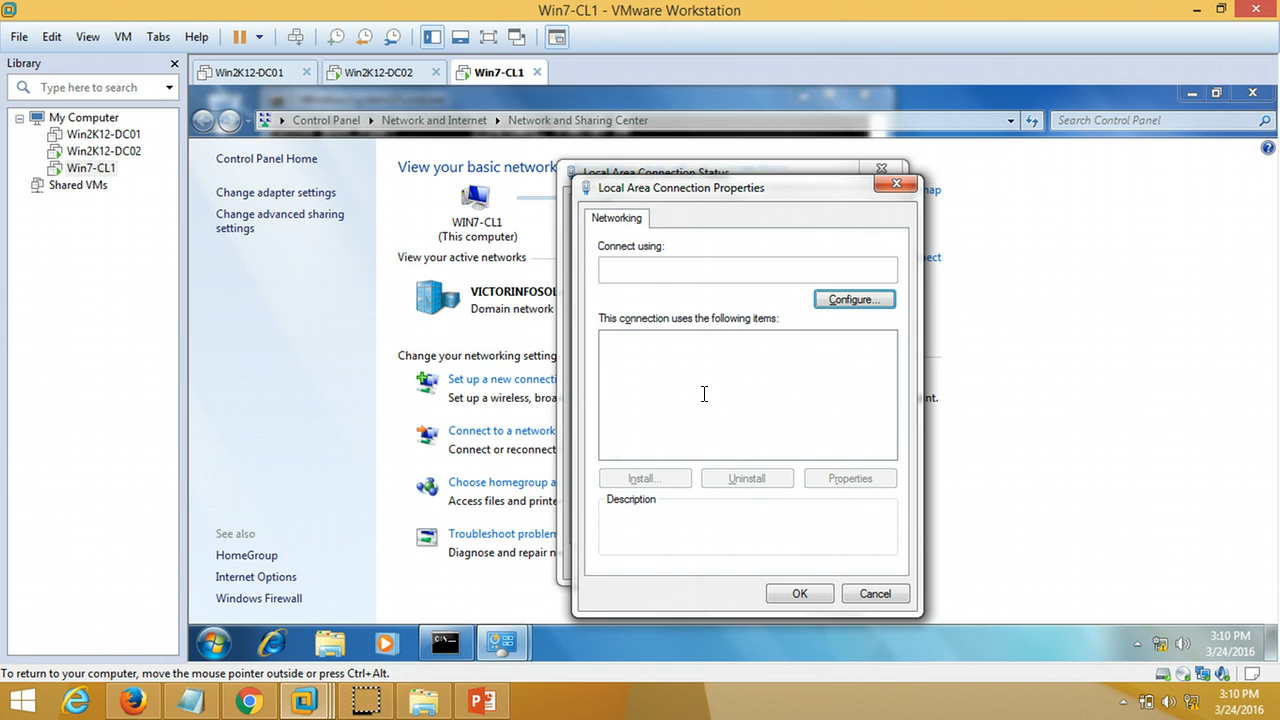 Win7-CL1 - VMware Workstation
File Edit View VM Tabs Help
Library
Type here to search
My Computer
Win2K12-DC01
Win2K12-DC02
Win7-CL1
Shared VMs
Win2K12-DC01 Win2K12-DC02 Win7-CL1
Control Panel Network and Internet Network and Sharing Center
Search Control Panel
Control Panel Home
Change adapter settings
Change advanced sharing
settings
See also
HomeGroup
Internet Options
Windows Firewall
View your basic network
WIN7-CL1
(This computer)
View your active networks
VICTORINFOSOL
Domain network
Change your networking setting
Set up a new connecti
Set up a wireless, broa
Connect to a network
Connect or reconnect
Choose homegroup a
Access files and printe
Troubleshoot problem
Diagnose and repair n
map
ect
nt.
Local Area Connection Status
Local Area Connection Properties
Networking
Connect using:
Configure...
This connection uses the following items:
Install... Uninstall Properties
Description
OK Cancel
3:10 PM
3/24/2016
To return to your computer, move the mouse pointer outside or press Ctrl+Alt.
3:10 PM
3/24/2016